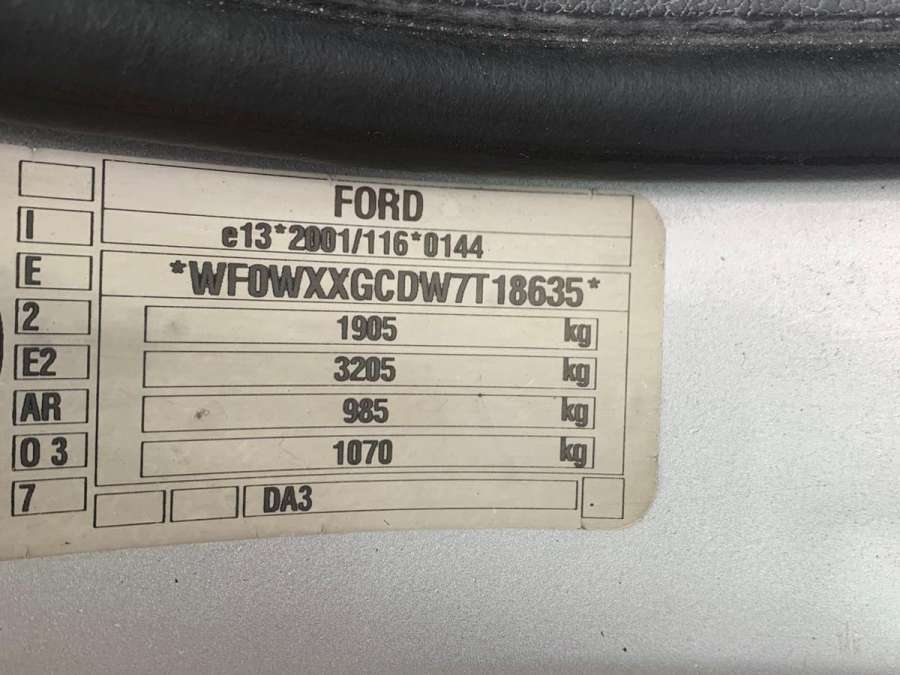 FORD
I
e13*2001/116*0144
E
*WF0WXXGCDW7T18635*
2
1905 kg
E2
3205 kg
AR
985 kg
0 3
1070 kg
7
DA3